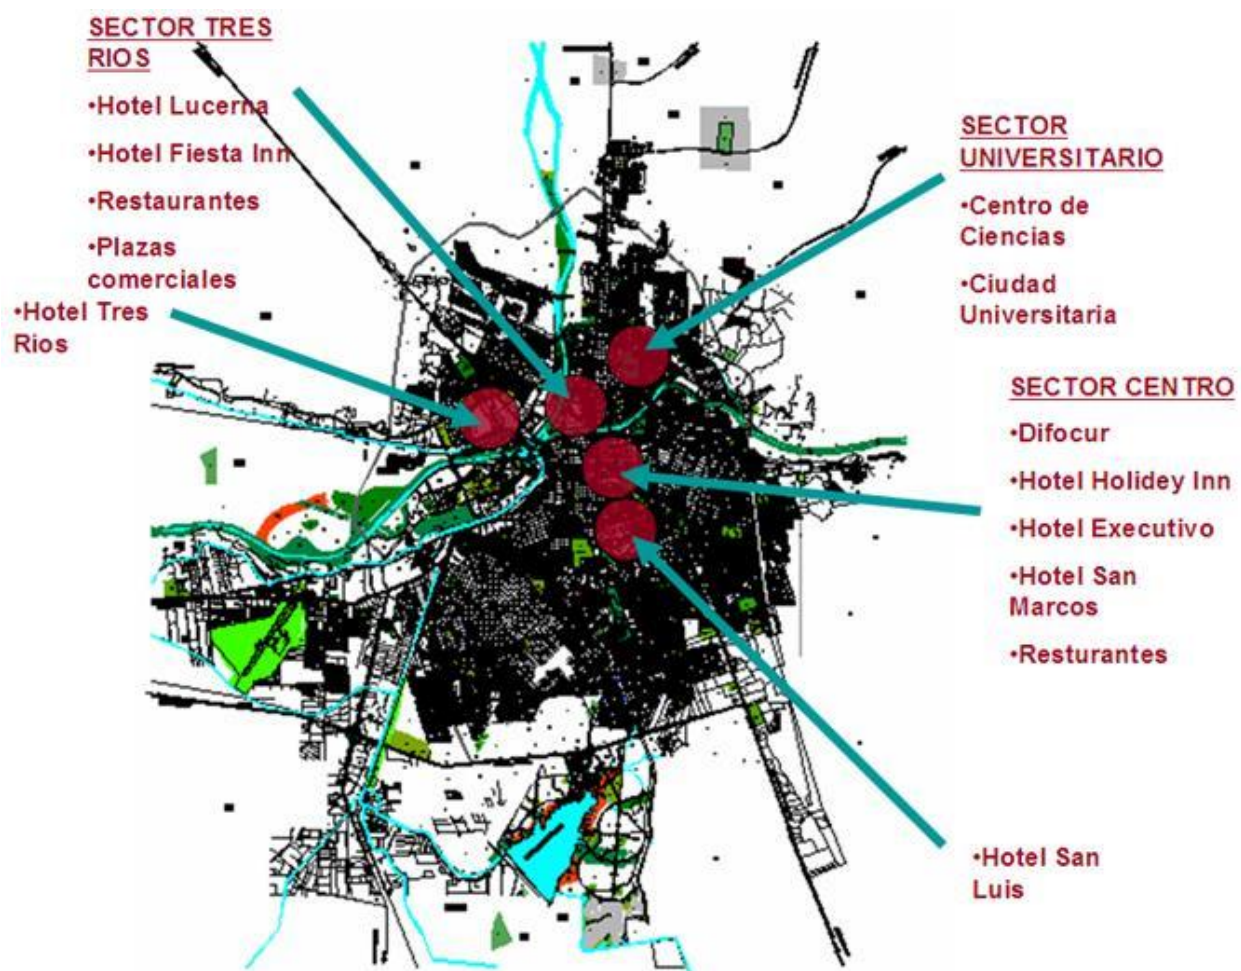 SECTOR TRES
RIOS
•Hotel Lucerna
•Hotel Fiesta Inn
•Restaurantes
•Plazas
comerciales
•Hotel Tres
Rios
SECTOR
UNIVERSITARIO
•Centro de
Ciencias
•Ciudad
Universitaria
SECTOR CENTRO
•Difocur
•Hotel Holidey Inn
•Hotel Executivo
•Hotel San
Marcos
•Resturantes
•Hotel San
Luis